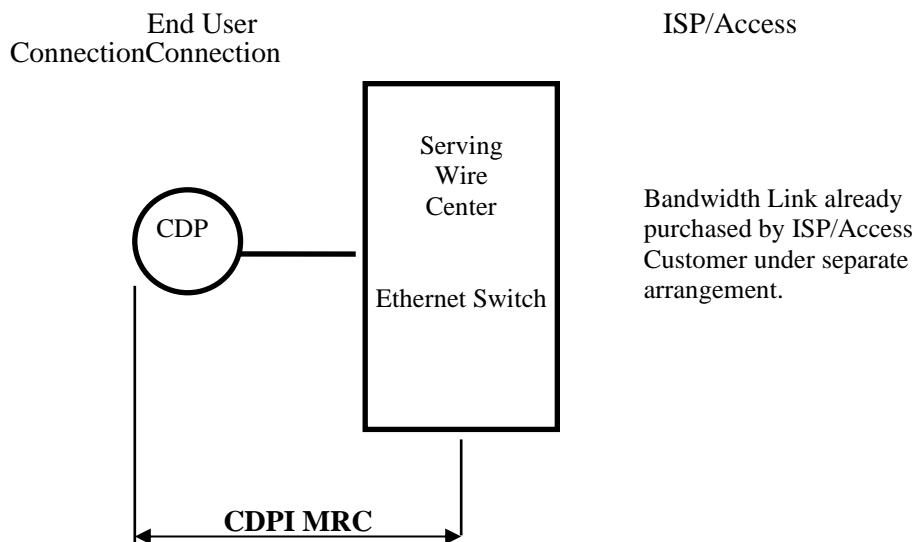 End User
ISP/Access
ConnectionConnection
Serving
Wire
Center
CDP
Ethernet Switch
Bandwidth Link already
purchased by ISP/Access
Customer under separate
arrangement.
CDPI MRC